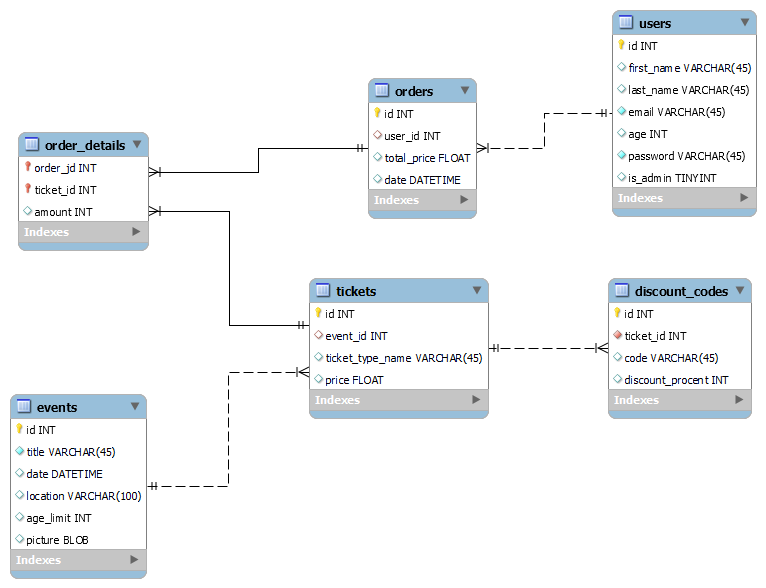 users
id INT
first_name VARCHAR(45)
last_name VARCHAR(45)
email VARCHAR(45)
age INT
password VARCHAR(45)
is_admin TINYINT
Indexes
orders
id INT
user_id INT
total_price FLOAT
date DATETIME
Indexes
order_details
order_jd INT
ticket_id INT
amount INT
Indexes
tickets
id INT
event_id INT
ticket_type_name VARCHAR(45)
price FLOAT
Indexes
discount_codes
id INT
ticket_id INT
code VARCHAR(45)
discount_procent INT
Indexes
events
id INT
title VARCHAR(45)
date DATETIME
location VARCHAR(100)
age_limit INT
picture BLOB
Indexes